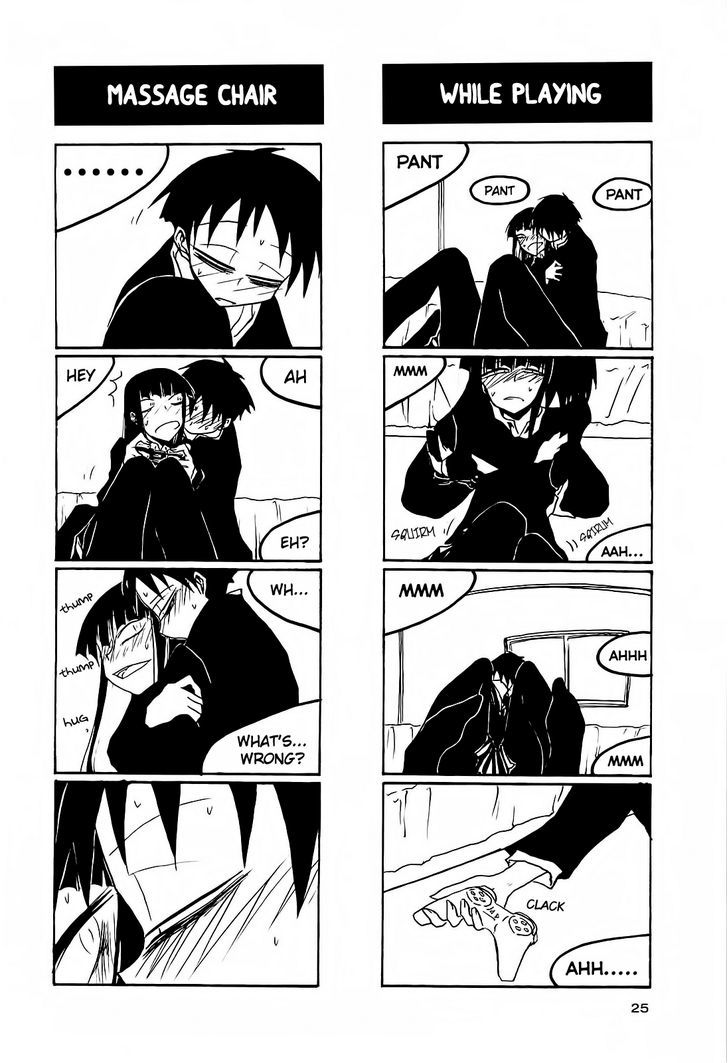 WHILE PLAYING
PANT
PANT
PANT
MMM
SQUIRM
SQIRUM
AAH...
MMM
AHHH
MMM
CLACK
AHH.....
MASSAGE CHAIR
......
AH
HEY
EH?
WH...
thump
thump
hug
WHAT'S...
WRONG?
25